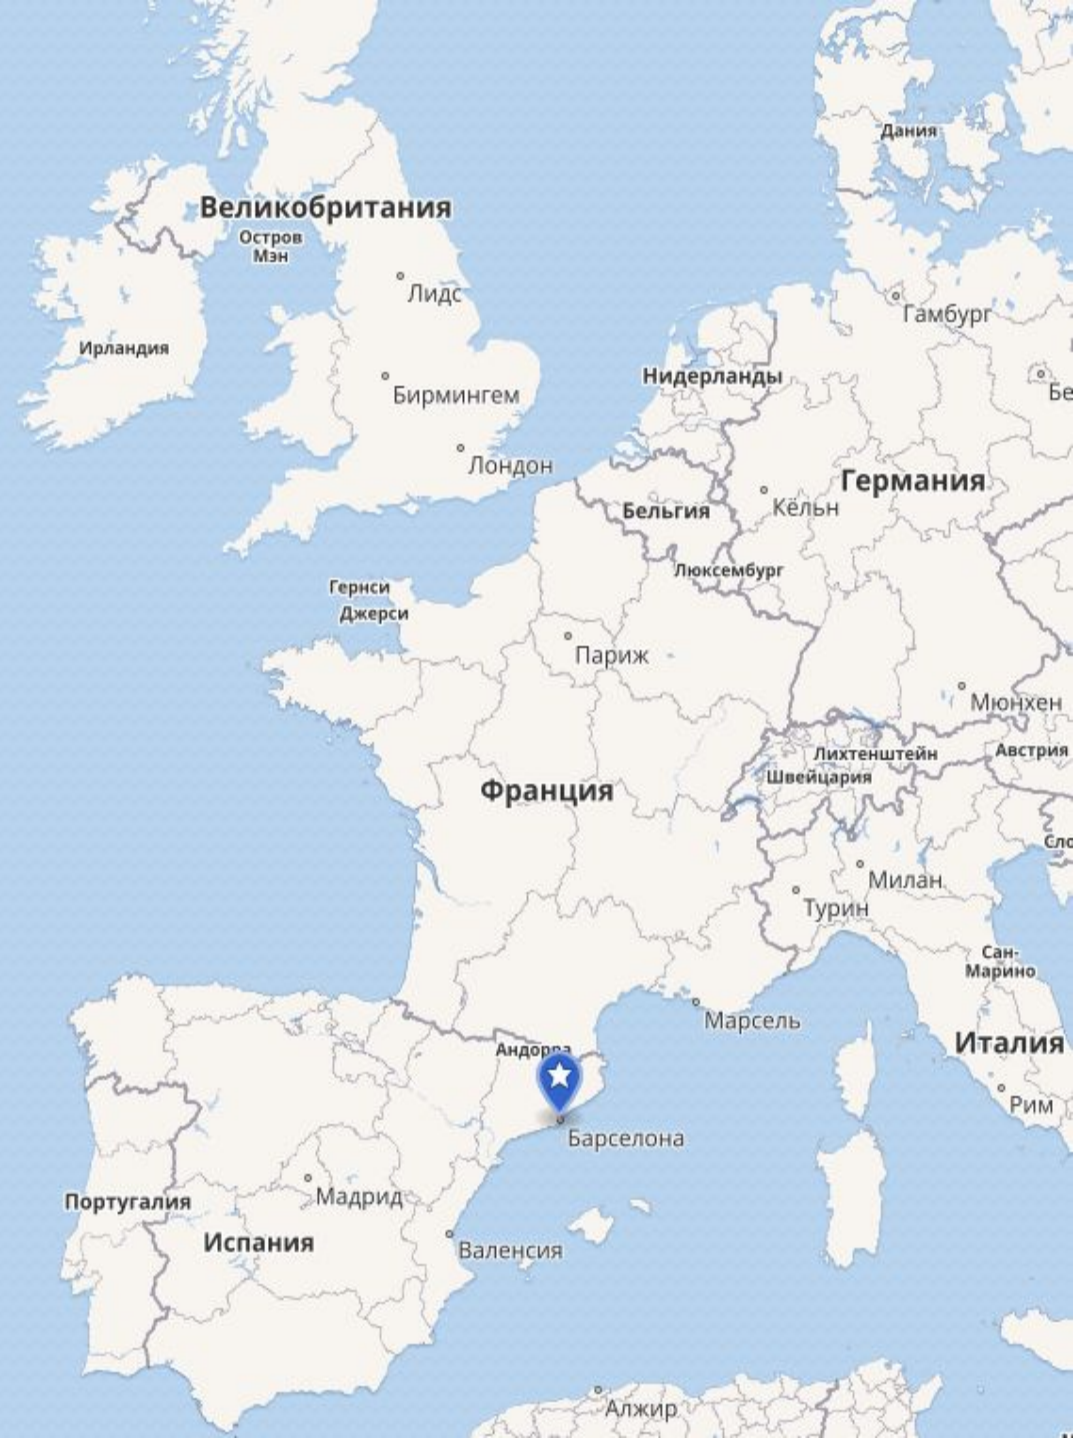 Дания
Великобритания
Остров
Мэн
Лидс
Гамбург
Ирландия
Нидерланды
Бирмингем
Бе
Лондон
Германия
Кёльн
Бельгия
Люксембург
Гернси
Джерси
Париж
Мюнхен
Лихтенштейн
Австрия
Швейцария
Франция
Сло
Милан
Турин
Сан-
Марино
Марсель
Италия
Андорра
Рим
Барселона
Мадрид
Португалия
Испания
Валенсия
Алжир